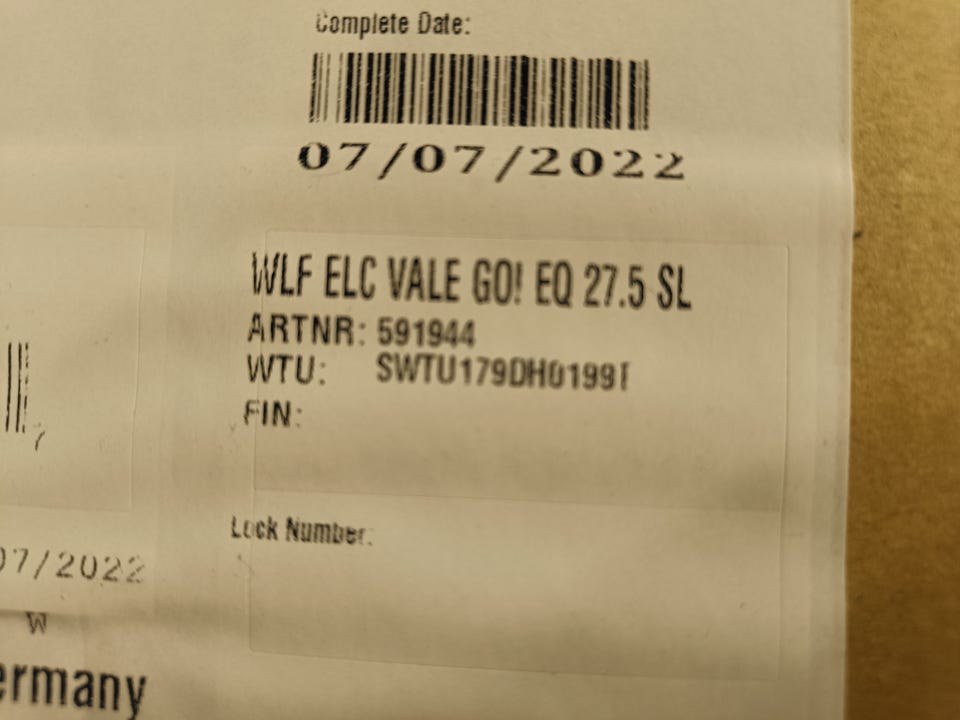 Complete Date:
07/07/2022
WLF ELC VALE GO! EQ 27.5 SL
ARTNR: 591944
WTU:
FIN:
Lock Number:
07/2022
W
ermany